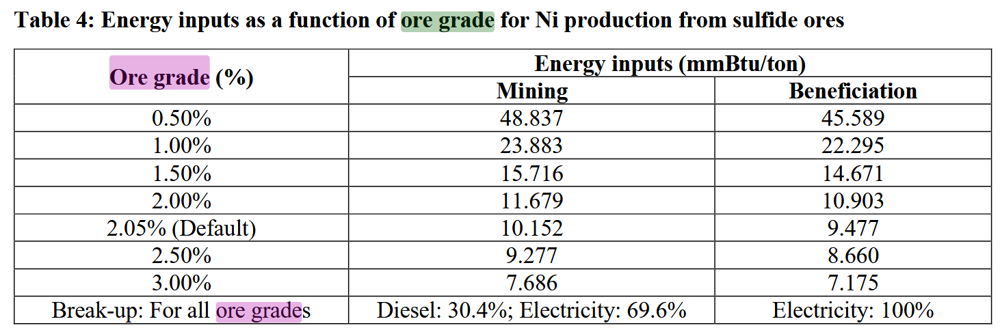 Table 4: Energy inputs as a function of ore grade for Ni production from sulfide ores
Ore grade (%)
Energy inputs (mmBtu/ton)
Mining
Beneficiation
0.50% 48.837 45.589
1.00% 23.883 22.295
1.50% 15.716 14.671
2.00% 11.679 10.903
2.05% (Default) 10.152 9.477
2.50% 9.277 8.660
3.00% 7.686 7.175
Break-up: For all ore grades Diesel: 30.4%; Electricity: 69.6% Electricity: 100%